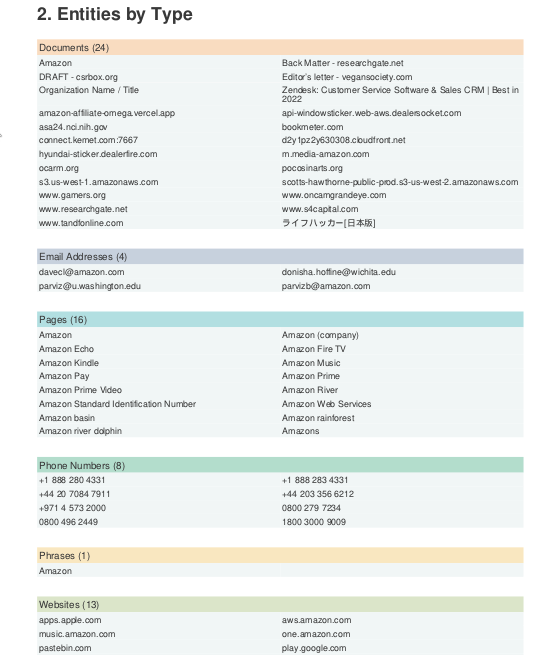 2. Entities by Type
Documents (24)
Amazon
Back Matter - researchgate.net
DRAFT - csrbox.org
Editor's letter - vegansociety.com
Organization Name / Title
Zendesk: Customer Service Software & Sales CRM | Best in
2022
amazon-affiliate-omega.vercel.app
api-windowsticker.web-aws.dealersocket.com
asa24.nci.nih.gov
bookmeter.com
connect.kemet.com:7667
d2y1pz2y630308.cloudfront.net
hyundai-sticker.dealerfire.com
m.media-amazon.com
ocarm.org
pocosinarts.org
s3.us-west-1.amazonaws.com
scotts-hawthorne-public-prod.s3-us-west-2.amazonaws.com
www.gamers.org
www.oncamgrandeye.com
www.researchgate.net
www.s4capital.com
www.tandfonline.com
ライフハッカー[日本版]
Email Addresses (4)
davecl@amazon.com
donisha.hoffine@wichita.edu
parviz@u.washington.edu
parvizb@amazon.com
Pages (16)
Amazon
Amazon (company)
Amazon Echo
Amazon Fire TV
Amazon Kindle
Amazon Music
Amazon Pay
Amazon Prime
Amazon Prime Video
Amazon River
Amazon Standard Identification Number
Amazon Web Services
Amazon basin
Amazon rainforest
Amazon river dolphin
Amazons
Phone Numbers (8)
+1 888 280 4331
+1 888 283 4331
+44 20 7084 7911
+44 203 356 6212
+971 4 573 2000
0800 279 7234
0800 496 2449
1800 3000 9009
Phrases (1)
Amazon
Websites (13)
apps.apple.com
aws.amazon.com
music.amazon.com
one.amazon.com
pastebin.com
play.google.com